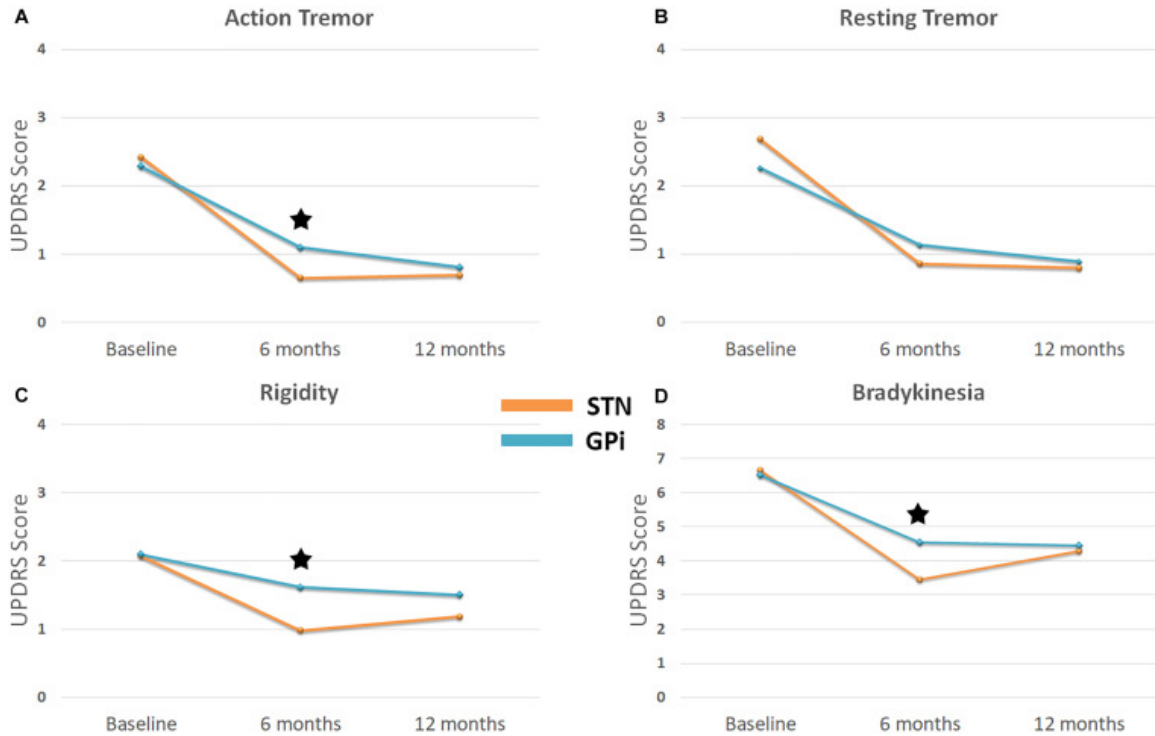 A
Action Tremor
4
3
2
1
0
UPDRS Score
Baseline 6 months 12 months
B
Resting Tremor
4
3
2
1
0
UPDRS Score
Baseline 6 months 12 months
C
Rigidity
4
3
2
1
0
UPDRS Score
Baseline 6 months 12 months
STN
GPi
D
Bradykinesia
8
7
6
5
4
3
2
1
0
UPDRS Score
Baseline 6 months 12 months